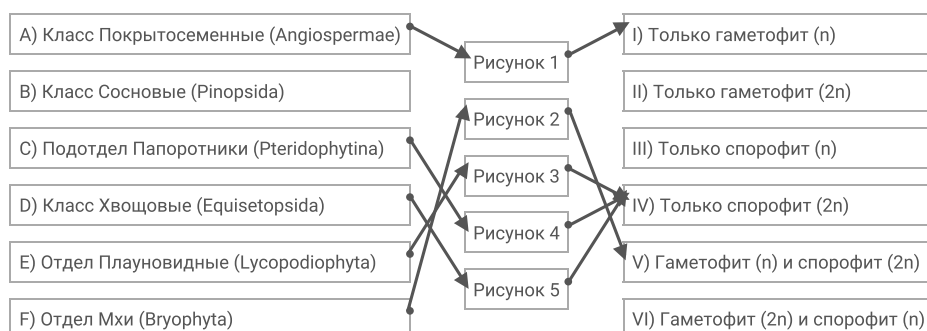 A) Класс Покрытосеменные (Angiospermae)
B) Класс Сосновые (Pinopsida)
C) Подотдел Папоротники (Pteridophytina)
D) Класс Хвощовые (Equisetopsida)
E) Отдел Плауновидные (Lycopodiophyta)
F) Отдел Мхи (Bryophyta)
Рисунок 1
Рисунок 2
Рисунок 3
Рисунок 4
Рисунок 5
I) Только гаметофит (n)
II) Только гаметофит (2n)
III) Только спорофит (n)
IV) Только спорофит (2n)
V) Гаметофит (n) и спорофит (2n)
VI) Гаметофит (2n) и спорофит (n)